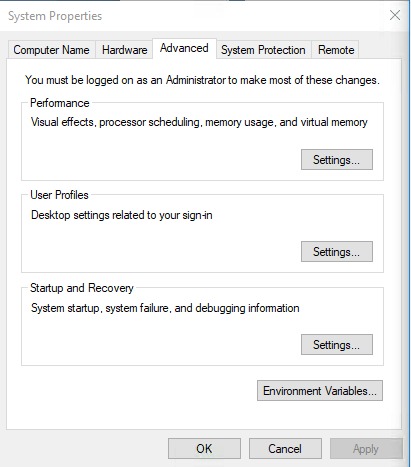 System Properties
Computer Name Hardware Advanced System Protection Remote
You must be logged on as an Administrator to make most of these changes.
Performance
Visual effects, processor scheduling, memory usage, and virtual memory
Settings...
User Profiles
Desktop settings related to your sign-in
Settings...
Startup and Recovery
System startup, system failure, and debugging information
Settings...
Environment Variables...
OK Cancel Apply